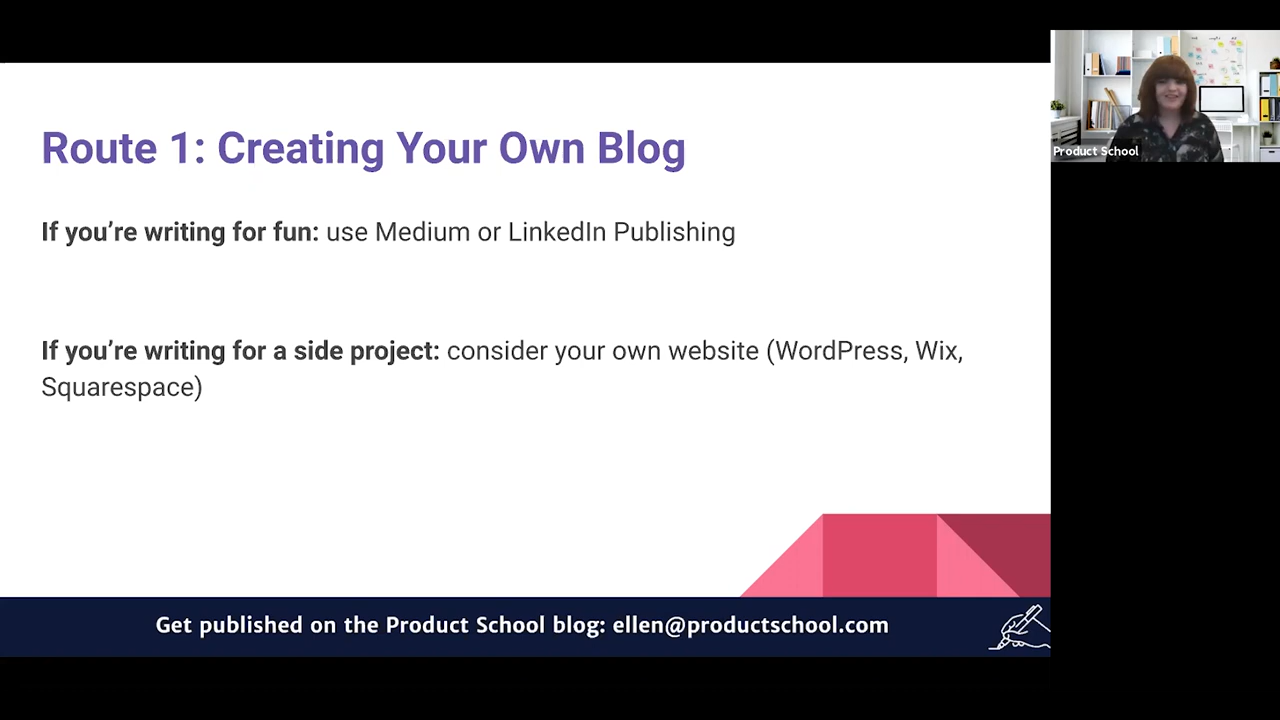 Route 1: Creating Your Own Blog
If you’re writing for fun: use Medium or LinkedIn Publishing
If you’re writing for a side project: consider your own website (WordPress, Wix,
Squarespace)
Get published on the Product School blog: ellen@productschool.com
Product School